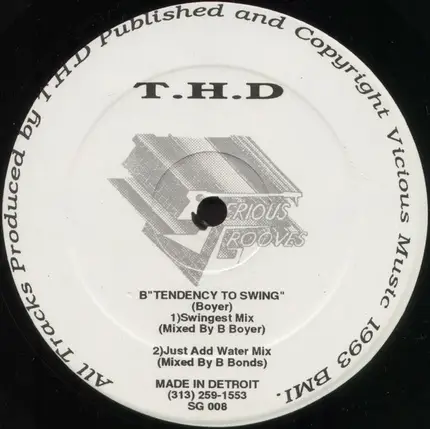 All Tracks Produced by T.H.D Published and Copyright Vicious Music 1993 BMI.
T.H.D
SERIOUS
GROOVES
B"TENDENCY TO SWING"
(Boyer)
1)Swingest Mix
(Mixed By B Boyer)
2)Just Add Water Mix
(Mixed By B Bonds)
MADE IN DETROIT
(313) 259-1553
SG 008